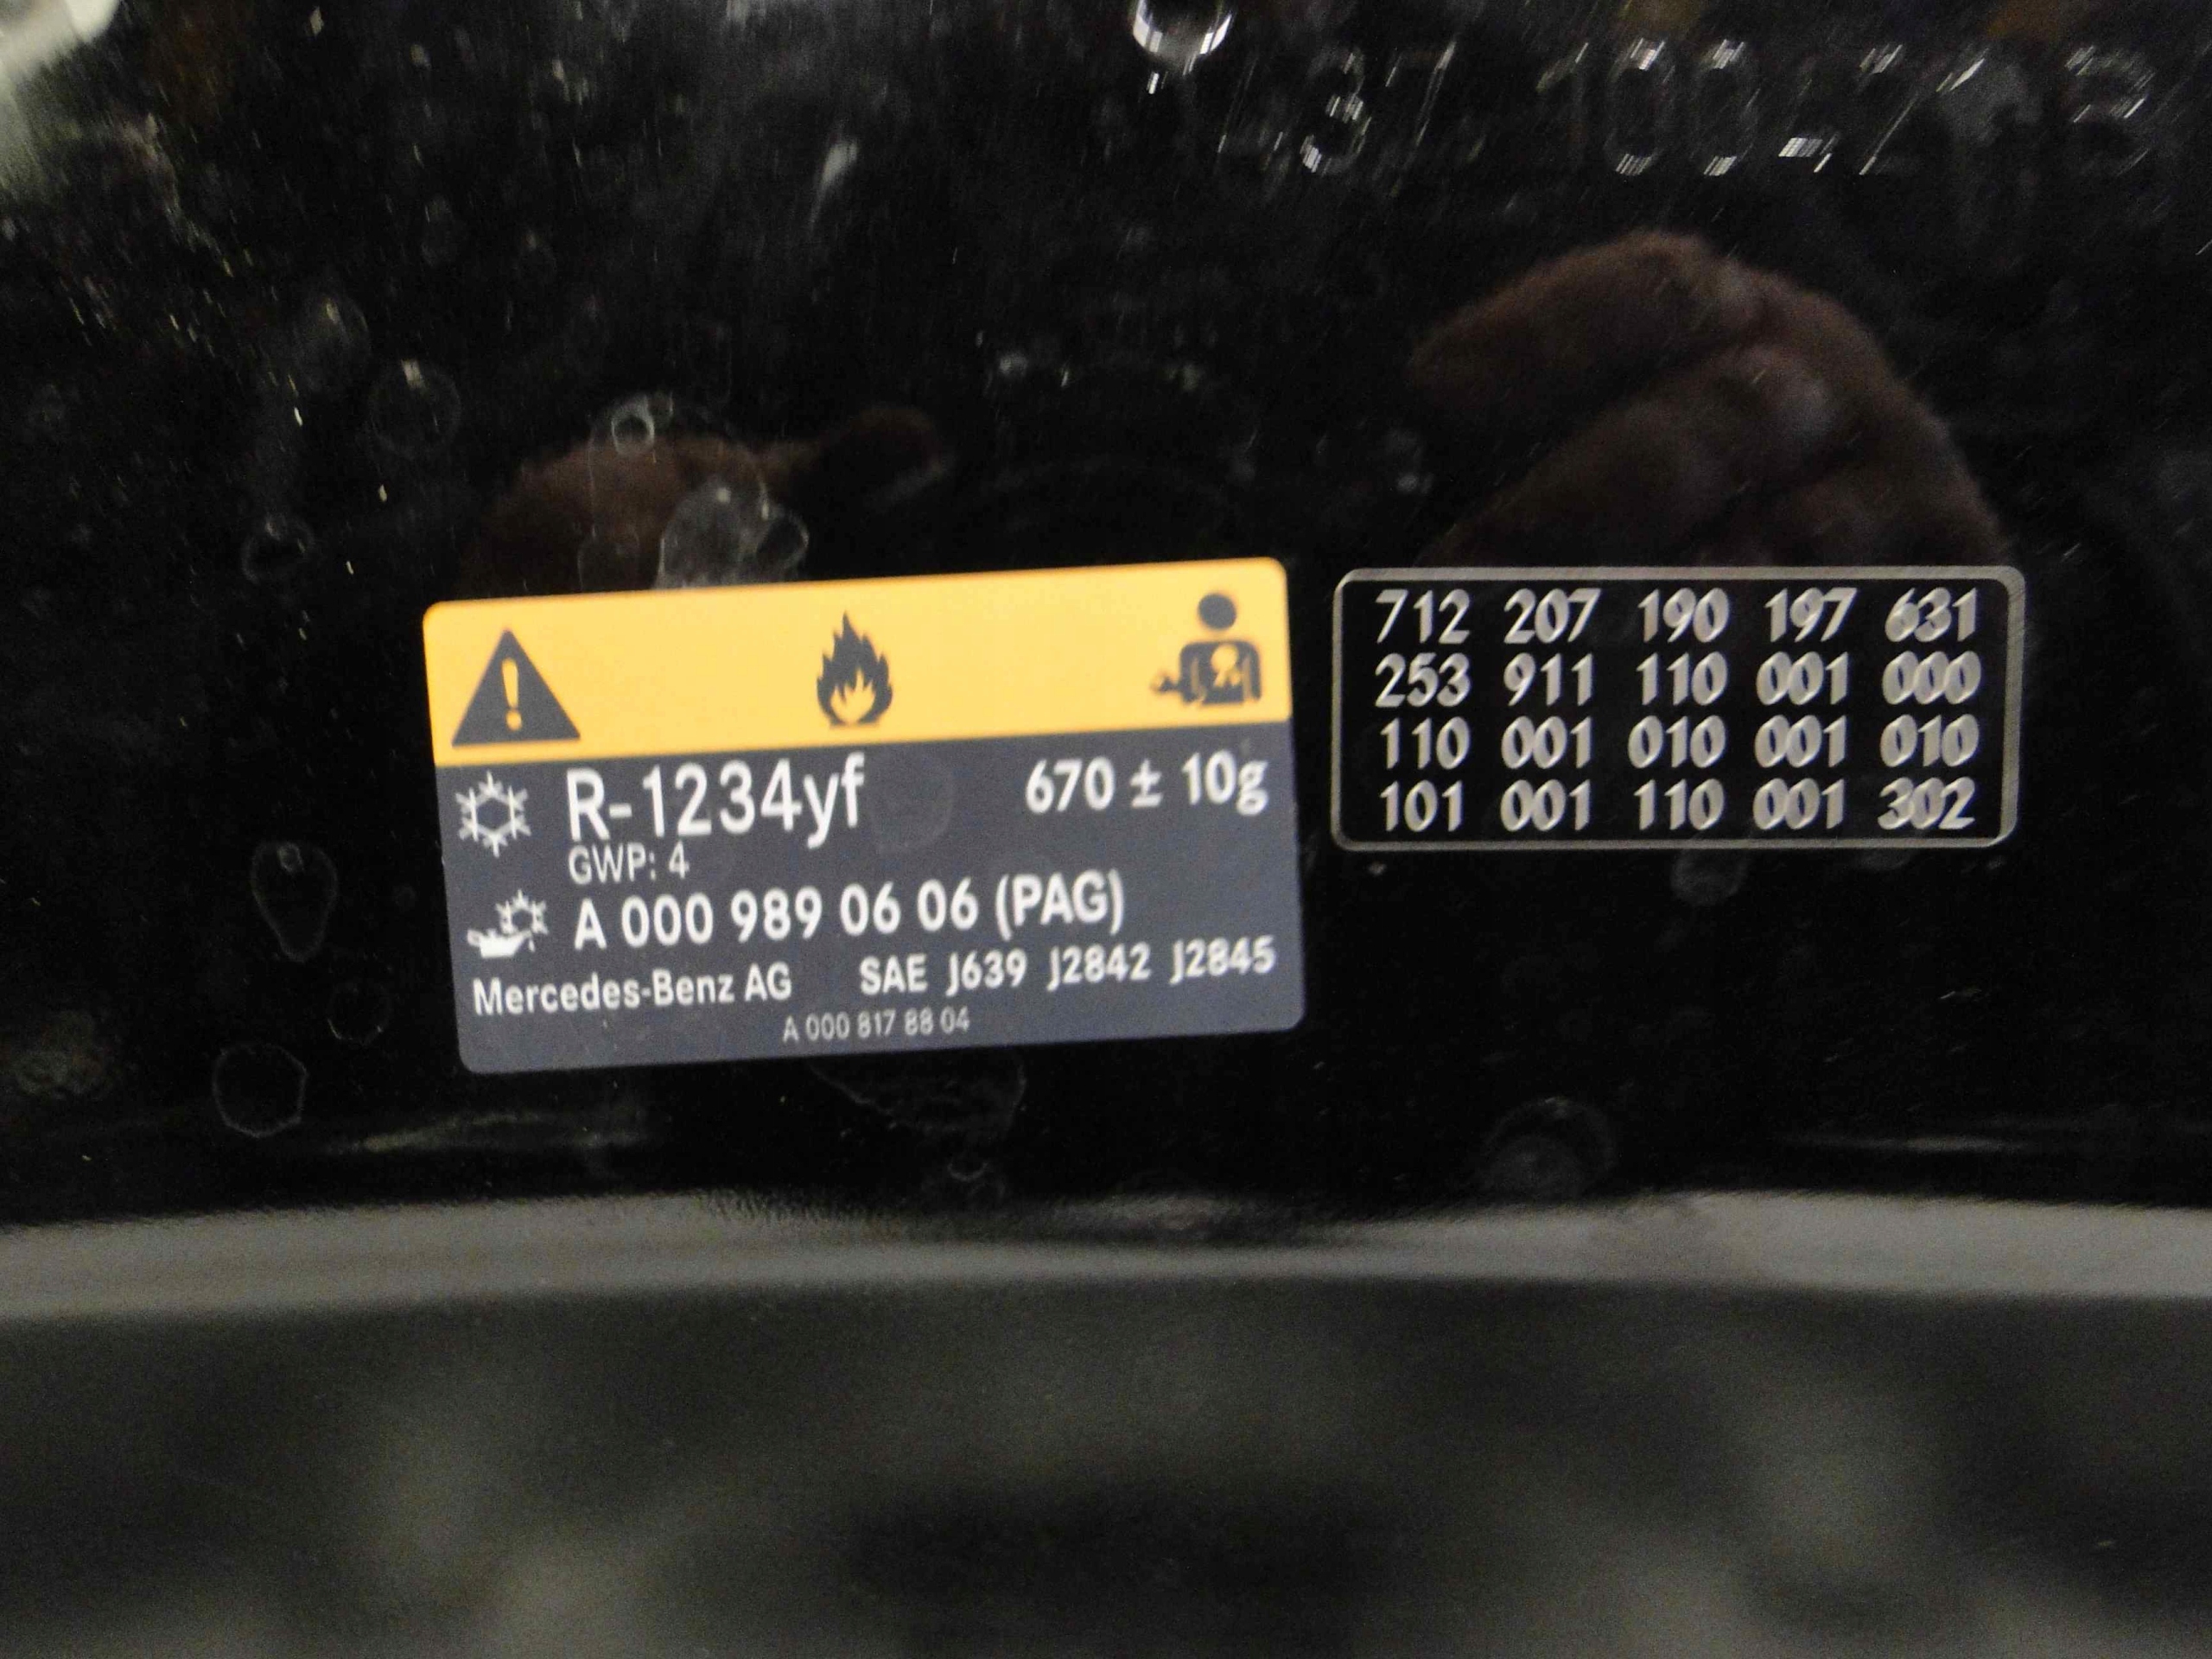 R-1234yf 670 ± 10g
GWP: 4
A 000 989 06 06 (PAG)
Mercedes-Benz AG SAE J639 J2842 J2845
A 000 817 88 04
712 207 190 197 631
253 911 110 001 000
110 001 010 001 010
101 001 110 001 302